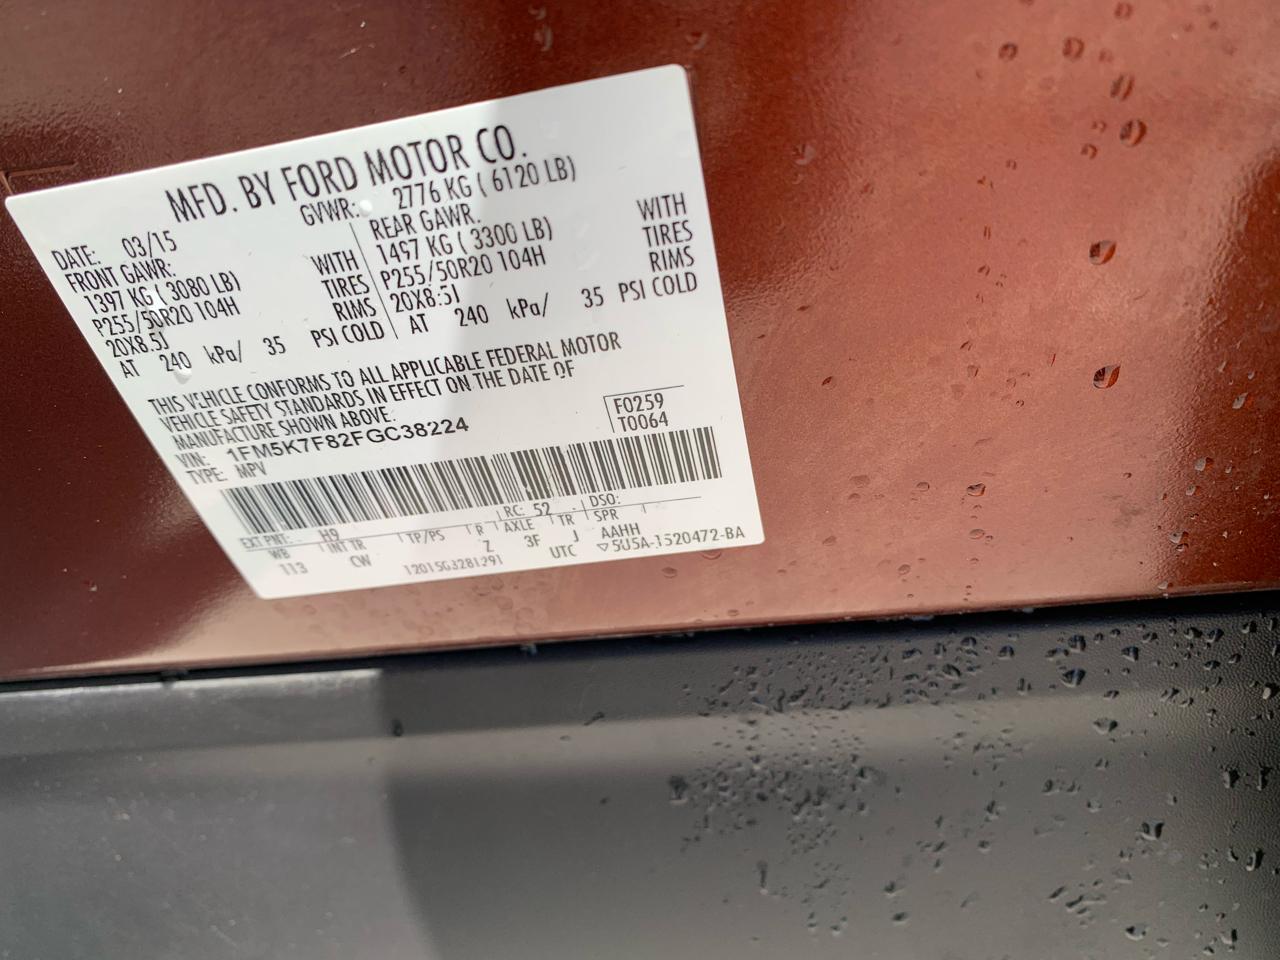 MFD. BY FORD MOTOR CO.
DATE: 03/15 GVWR: 2776 KG ( 6120 LB)
FRONT GAWR: REAR GAWR.
1397 KG ( 3080 LB) WITH 1497 KG ( 3300 LB) WITH
P255/50R20 104H TIRES P255/50R20 104H TIRES
20X8.5J RIMS 20X8.5J RIMS
AT 240 kPa/ 35 PSI COLD AT 240 kPa/ 35 PSI COLD
THIS VEHICLE CONFORMS TO ALL APPLICABLE FEDERAL MOTOR
VEHICLE SAFETY STANDARDS IN EFFECT ON THE DATE OF
MANUFACTURE SHOWN ABOVE:
VIN: 1FM5K7F82FGC38224
TYPE: MPV
F0259
T0064
EXT PNT: H9 RC: 52 DSO:
WB INT TR TP/PS R AXLE TR SPR
113 CW Z 3F J AAHH
12015G3281291 UTC ▽5U5A-1520472-BA